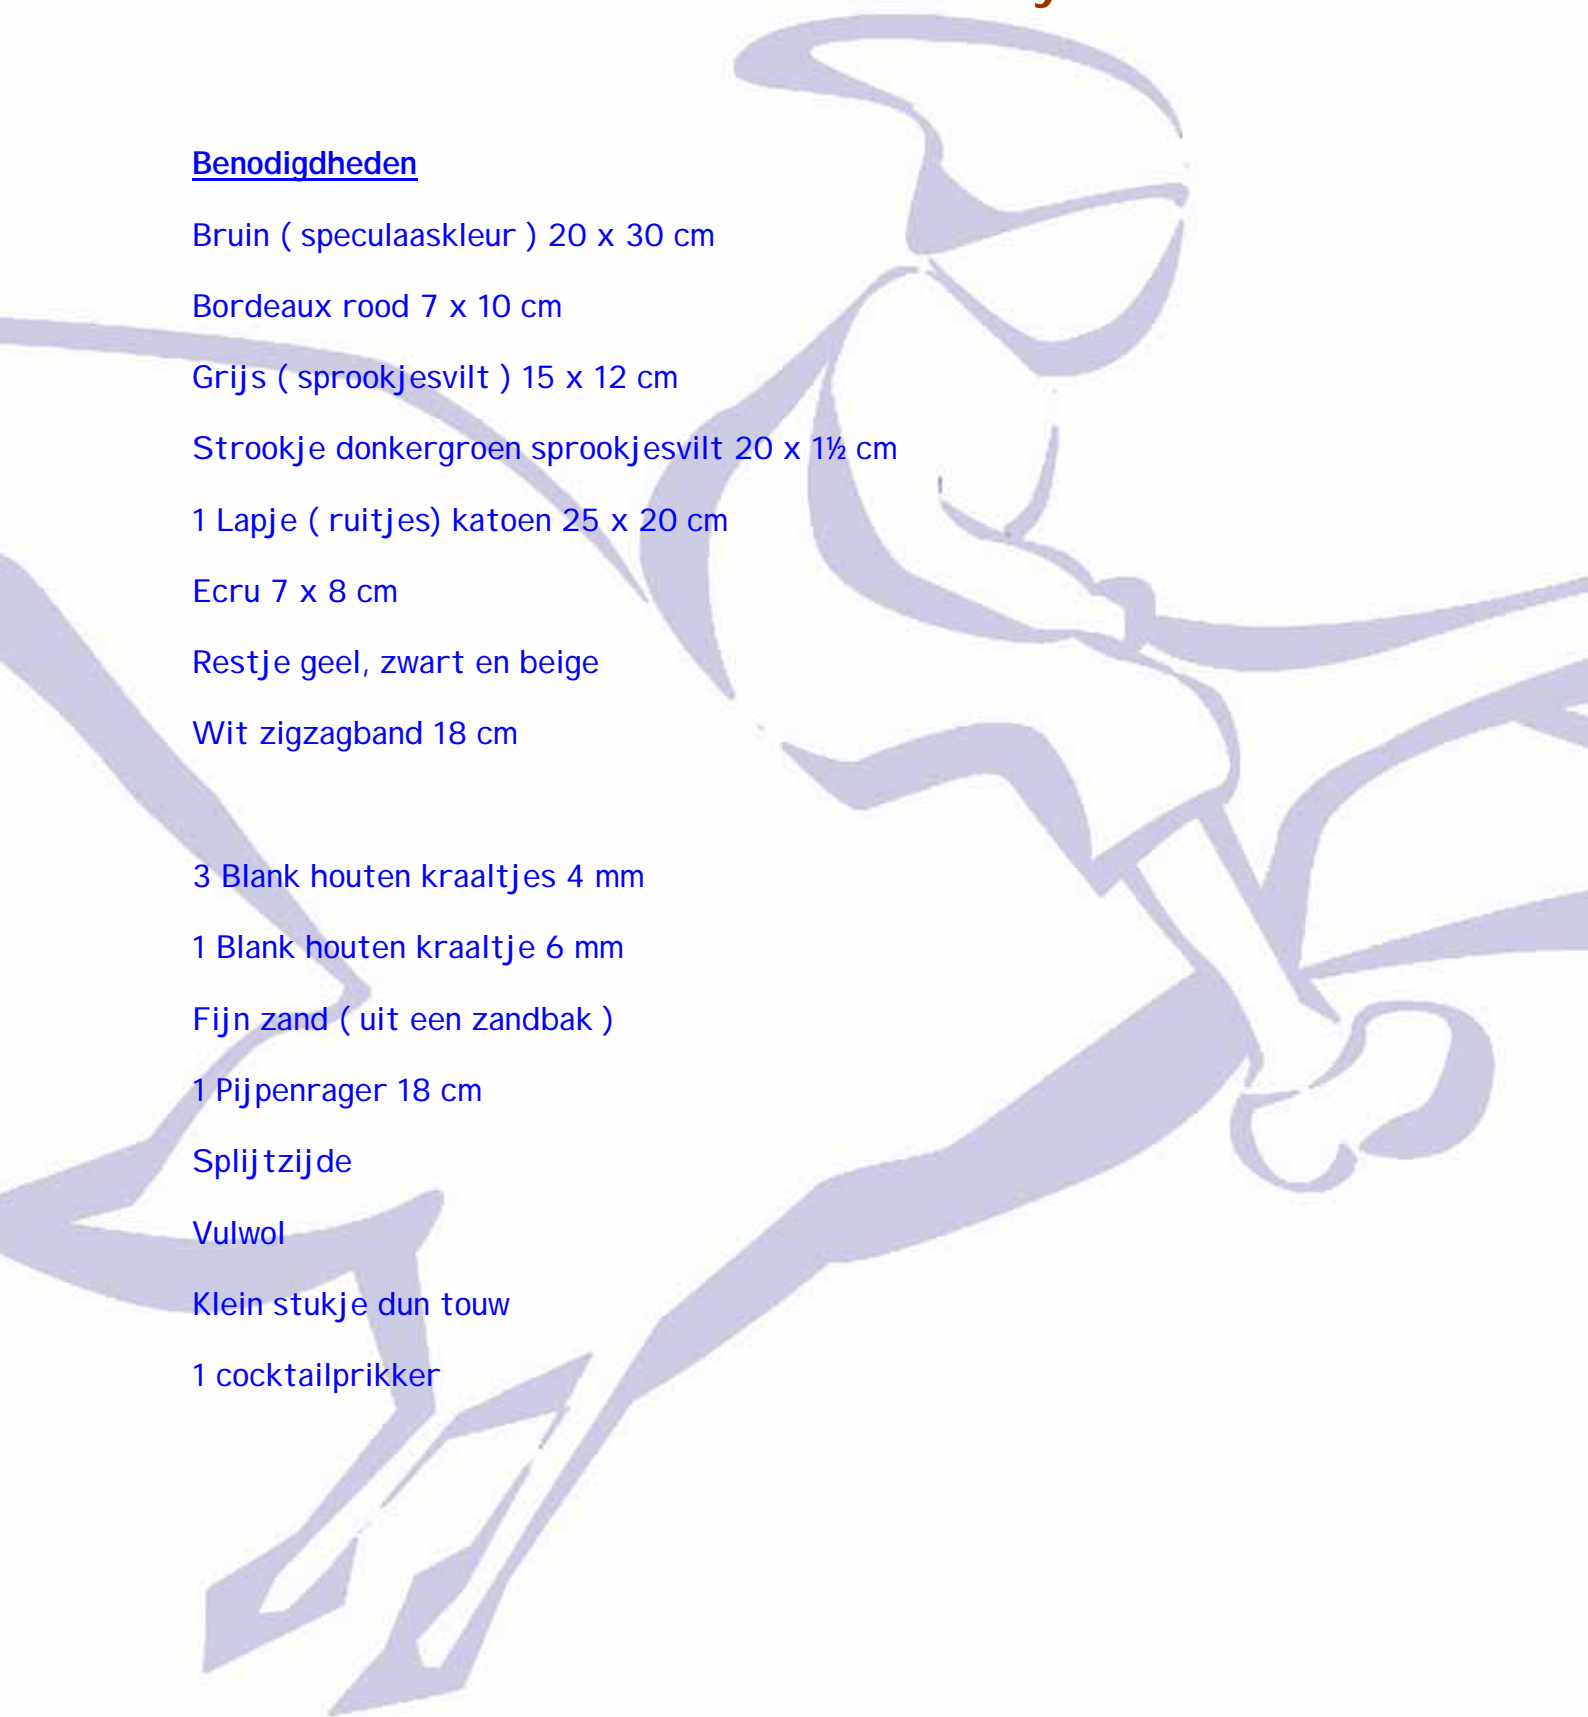 Benodigdheden
Bruin ( speculaaskleur ) 20 x 30 cm
Bordeaux rood 7 x 10 cm
Grijs ( sprookjesvilt ) 15 x 12 cm
Strookje donkergroen sprookjesvilt 20 x 1½ cm
1 Lapje ( ruitjes) katoen 25 x 20 cm
Ecru 7 x 8 cm
Restje geel, zwart en beige
Wit zigzagband 18 cm
3 Blank houten kraaltjes 4 mm
1 Blank houten kraaltje 6 mm
Fijn zand ( uit een zandbak )
1 Pijpenrager 18 cm
Splijtzijde
Vulwol
Klein stukje dun touw
1 cocktailprikker